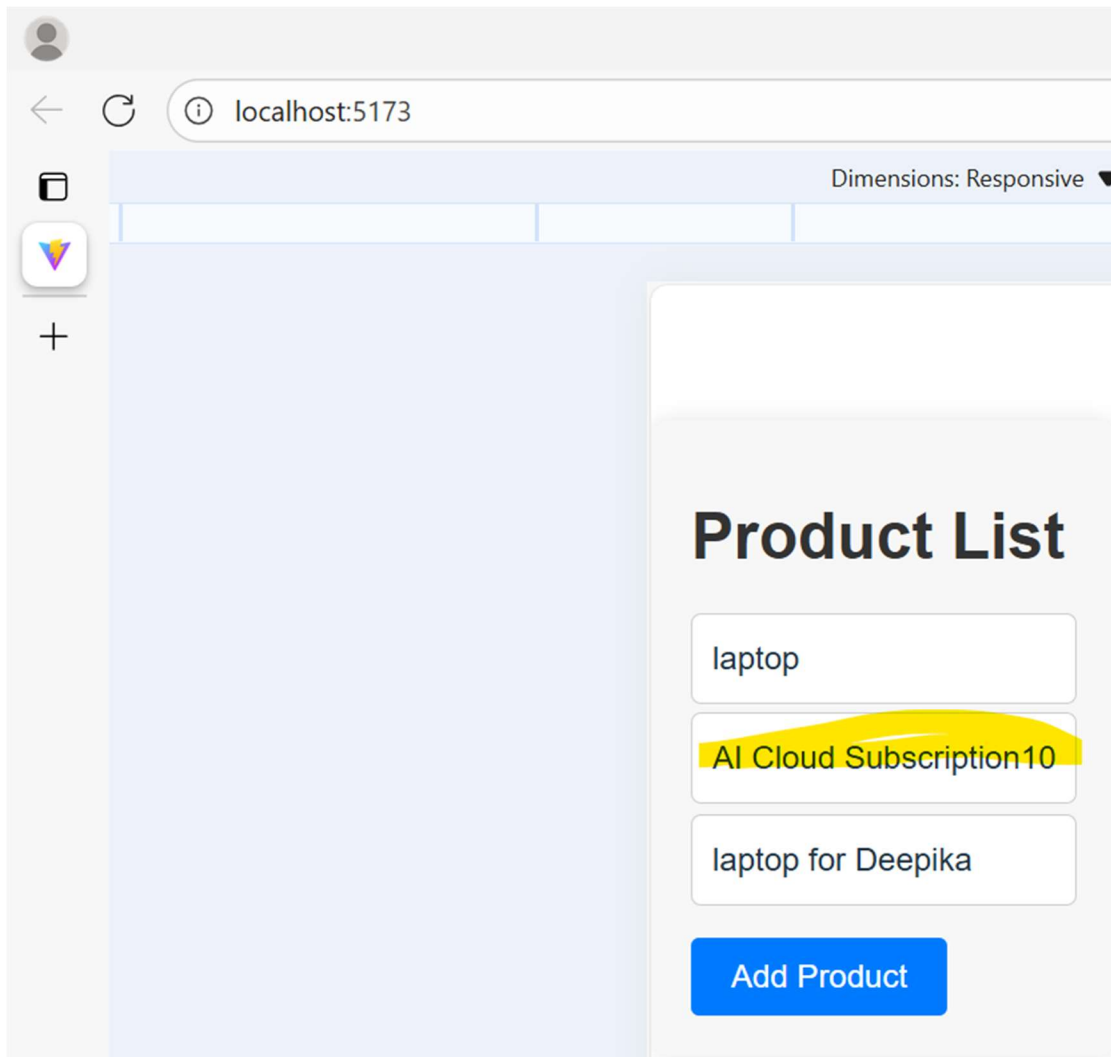 localhost:5173
Dimensions: Responsive
Product List
laptop
AI Cloud Subscription10
laptop for Deepika
Add Product